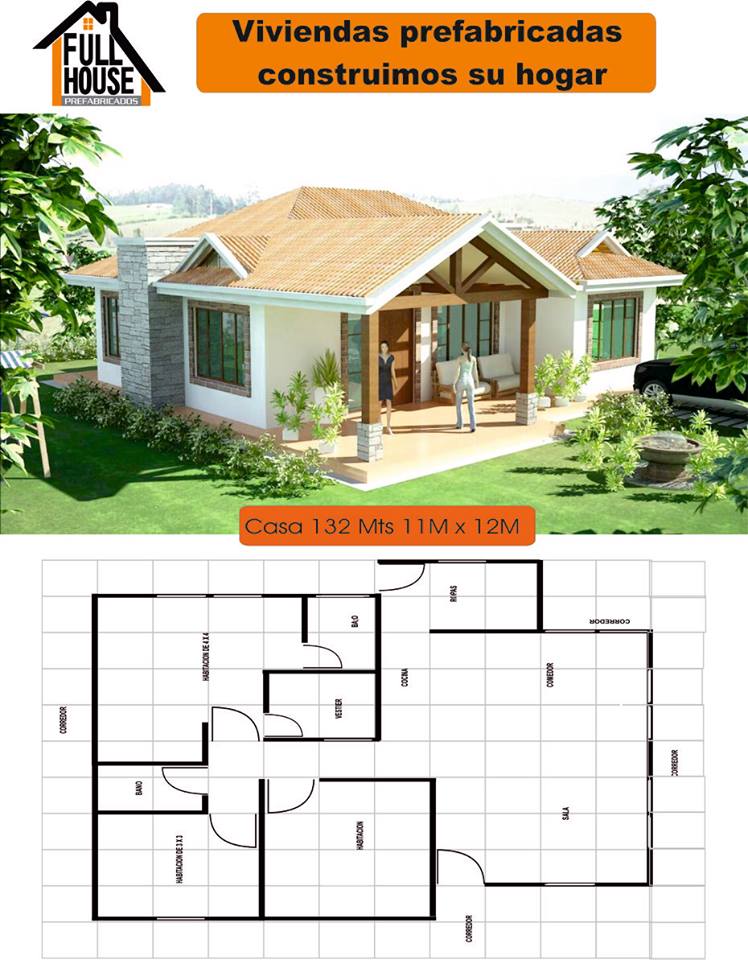 FULL
HOUSE
PREFABRICADOS
Viviendas prefabricadas
construimos su hogar
Casa 132 Mts 11M x 12M
ROPAS
BAÑO
CORREDOR
HABITACION DE 4 X 4
COCINA
COMEDOR
VESTIER
CORREDOR
CORREDOR
BANO
SALA
HABITACION
HABITACION DE 3 X 3
CORREDOR